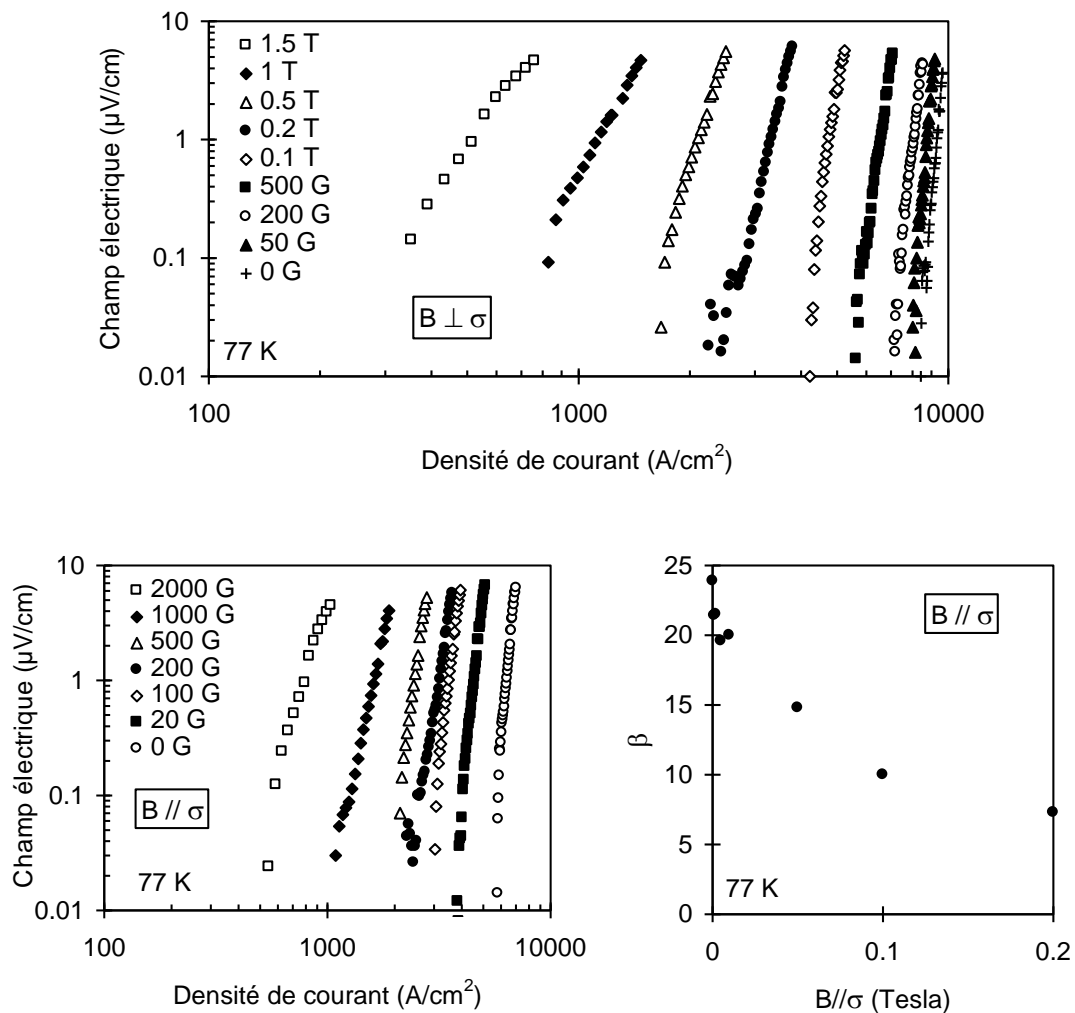 Champ électrique (µV/cm)
10
1
0.1
0.01
1.5 T
1 T
0.5 T
0.2 T
0.1 T
500 G
200 G
50 G
0 G
B ⊥ σ
77 K
100
1000
10000
Densité de courant (A/cm²)
Champ électrique (µV/cm)
10
1
0.1
0.01
2000 G
1000 G
500 G
200 G
100 G
20 G
0 G
B // σ
77 K
100
1000
10000
Densité de courant (A/cm²)
β
25
20
15
10
5
0
B // σ
77 K
0
0.1
0.2
B//σ (Tesla)